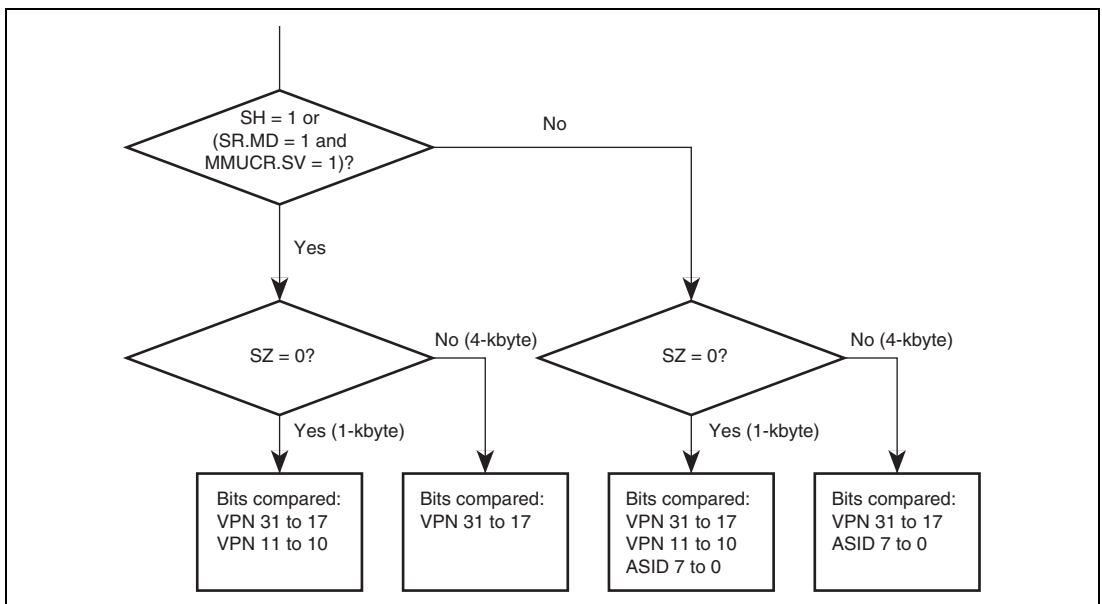 SH = 1 or
(SR.MD = 1 and
MMUCR.SV = 1)?
No
Yes
SZ = 0?
No (4-kbyte)
SZ = 0?
No (4-kbyte)
Yes (1-kbyte)
Yes (1-kbyte)
Bits compared:
VPN 31 to 17
VPN 11 to 10
Bits compared:
VPN 31 to 17
Bits compared:
VPN 31 to 17
VPN 11 to 10
ASID 7 to 0
Bits compared:
VPN 31 to 17
ASID 7 to 0